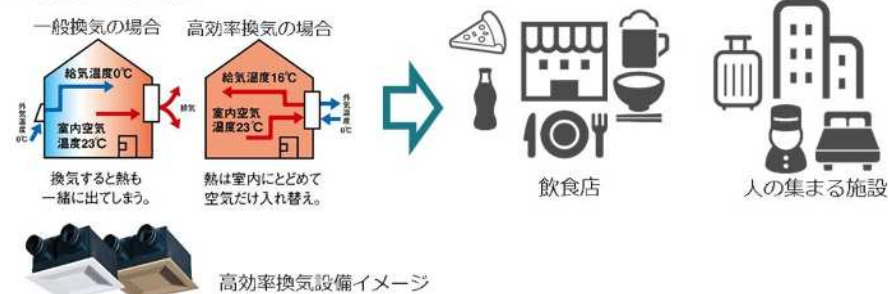 一般換気の場合
高効率換気の場合
給気温度0℃
外気温度0℃
排気
室内空気
温度23℃
換気すると熱も
一緒に出てしまう。
給気温度16℃
室内空気
温度23℃
外気温度0℃
熱は室内にとどめて
空気だけ入れ替え。
飲食店
人の集まる施設
高効率換気設備イメージ